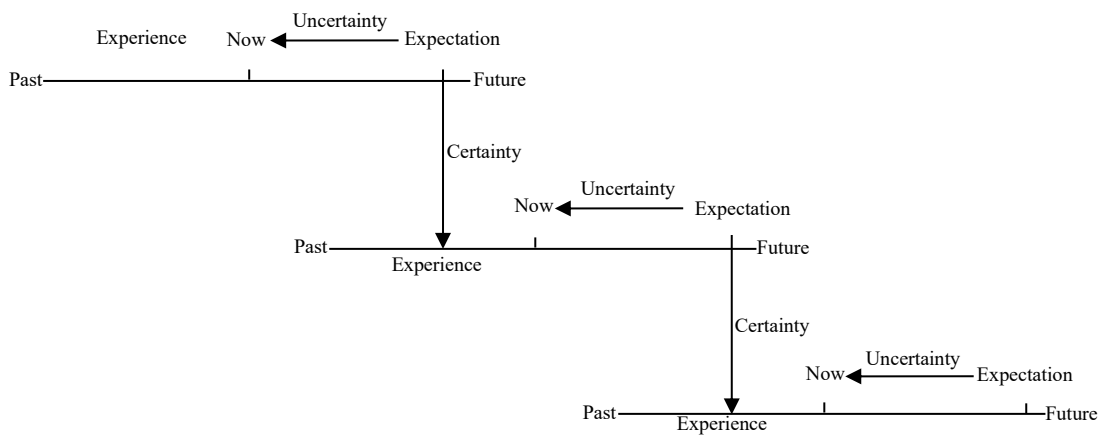 Uncertainty
Experience Now Expectation
Past Future
Certainty
Uncertainty
Now Expectation
Past Future
Experience
Certainty
Uncertainty
Now Expectation
Past Future
Experience